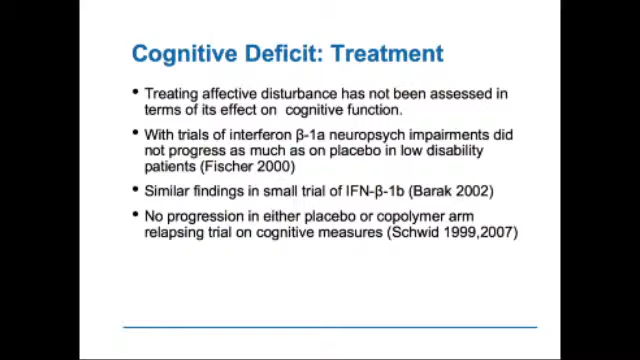 Cognitive Deficit: Treatment
• Treating affective disturbance has not been assessed in
terms of its effect on cognitive function.
• With trials of interferon β-1a neuropsych impairments did
not progress as much as on placebo in low disability
patients (Fischer 2000)
• Similar findings in small trial of IFN-β-1b (Barak 2002)
• No progression in either placebo or copolymer arm
relapsing trial on cognitive measures (Schwid 1999,2007)